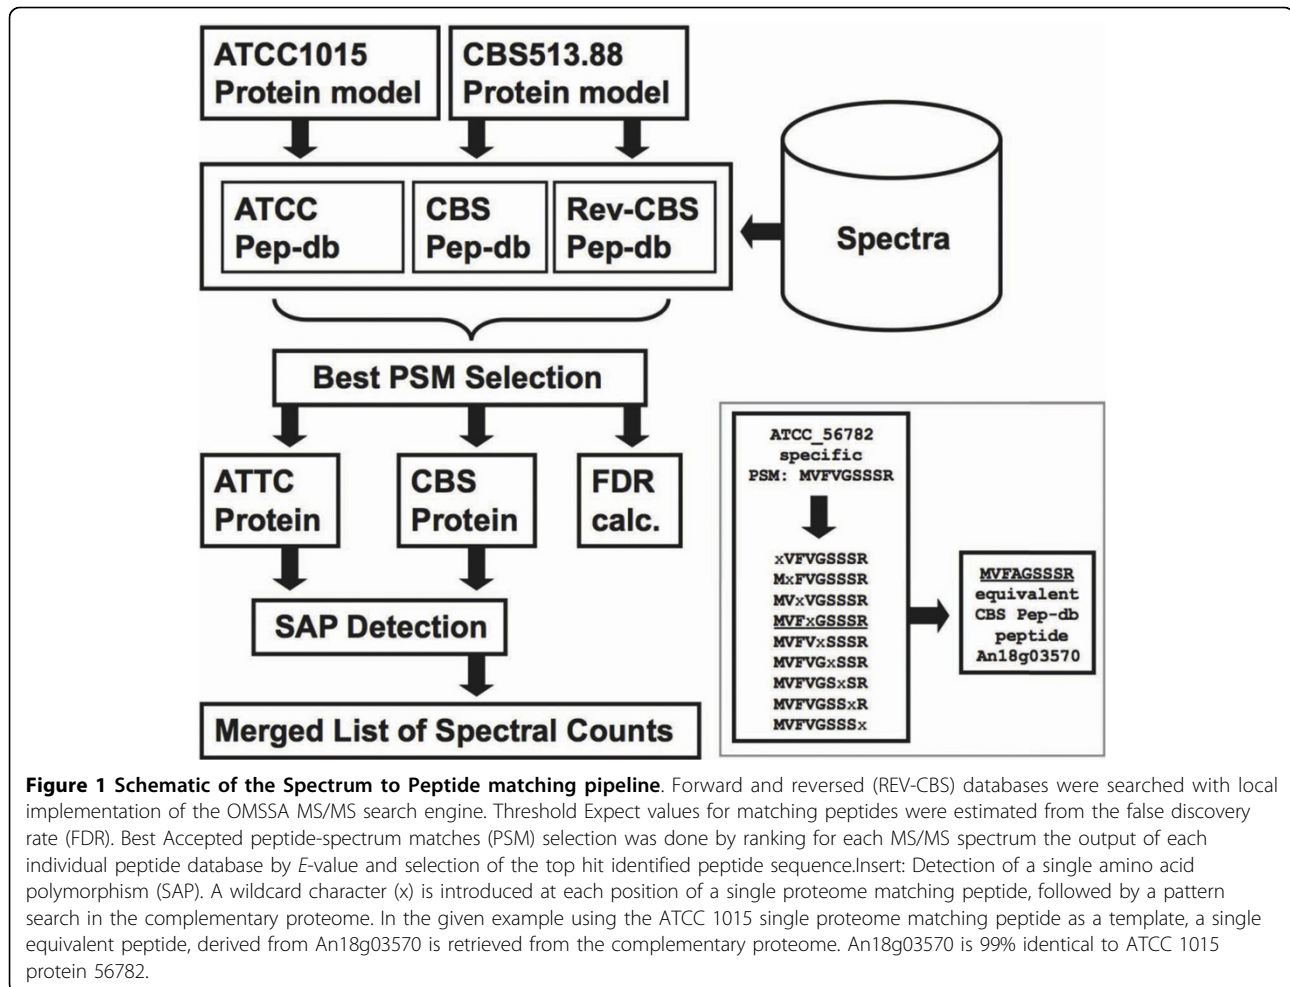 ATCC1015
Protein model
CBS513.88
Protein model
ATCC
Pep-db
CBS
Pep-db
Rev-CBS
Pep-db
Spectra
Best PSM Selection
ATTC
Protein
CBS
Protein
FDR
calc.
SAP Detection
Merged List of Spectral Counts
ATCC_56782
specific
PSM: MVFVGSSSR
xVFVGSSSR
MxFVGSSSR
MVxVGSSSR
MVFxGSSSR
MVFVxSSSR
MVFVGxSSR
MVFVGSxSR
MVFVGSSxR
MVFVGSSSx
MVFAGSSSR
equivalent
CBS Pep-db
peptide
An18g03570
Figure 1 Schematic of the Spectrum to Peptide matching pipeline. Forward and reversed (REV-CBS) databases were searched with local
implementation of the OMSSA MS/MS search engine. Threshold Expect values for matching peptides were estimated from the false discovery
rate (FDR). Best Accepted peptide-spectrum matches (PSM) selection was done by ranking for each MS/MS spectrum the output of each
individual peptide database by E-value and selection of the top hit identified peptide sequence.Insert: Detection of a single amino acid
polymorphism (SAP). A wildcard character (x) is introduced at each position of a single proteome matching peptide, followed by a pattern
search in the complementary proteome. In the given example using the ATCC 1015 single proteome matching peptide as a template, a single
equivalent peptide, derived from An18g03570 is retrieved from the complementary proteome. An18g03570 is 99% identical to ATCC 1015
protein 56782.